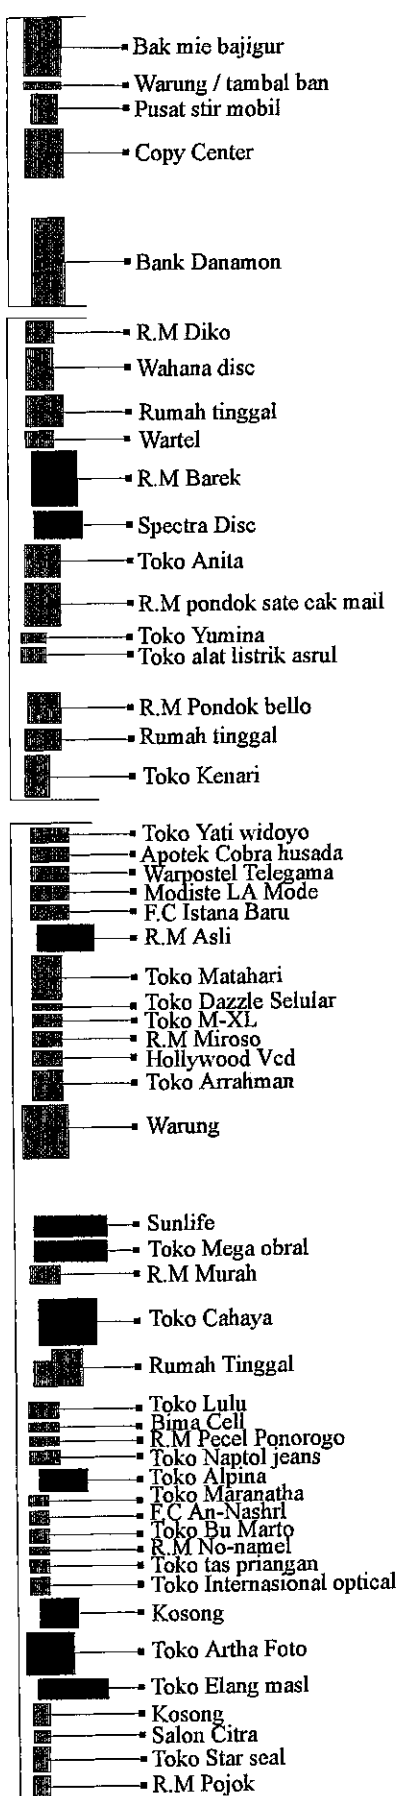 Bak mie bajigur
Warung / tambal ban
Pusat stir mobil
Copy Center
Bank Danamon
R.M Diko
Wahana disc
Rumah tinggal
Wartel
R.M Barek
Spectra Disc
Toko Anita
R.M pondok sate cak mail
Toko Yumina
Toko alat listrik asrul
R.M Pondok bello
Rumah tinggal
Toko Kenari
Toko Yati widoyo
Apotek Cobra husada
Warpostel Telegama
Modiste LA Mode
F.C Istana Baru
R.M Asli
Toko Matahari
Toko Dazzle Selular
Toko M-XL
R.M Miroso
Hollywood Vcd
Toko Arrahman
Warung
Sunlife
Toko Mega obral
R.M Murah
Toko Cahaya
Rumah Tinggal
Toko Lulu
Bima Cell
R.M Pecel Ponorogo
Toko Naptol jeans
Toko Alpina
Toko Maranatha
F.C An-Nashrl
Toko Bu Marto
R.M No-namel
Toko tas priangan
Toko Internasional optical
Kosong
Toko Artha Foto
Toko Elang masl
Kosong
Salon Citra
Toko Star seal
R.M Pojok